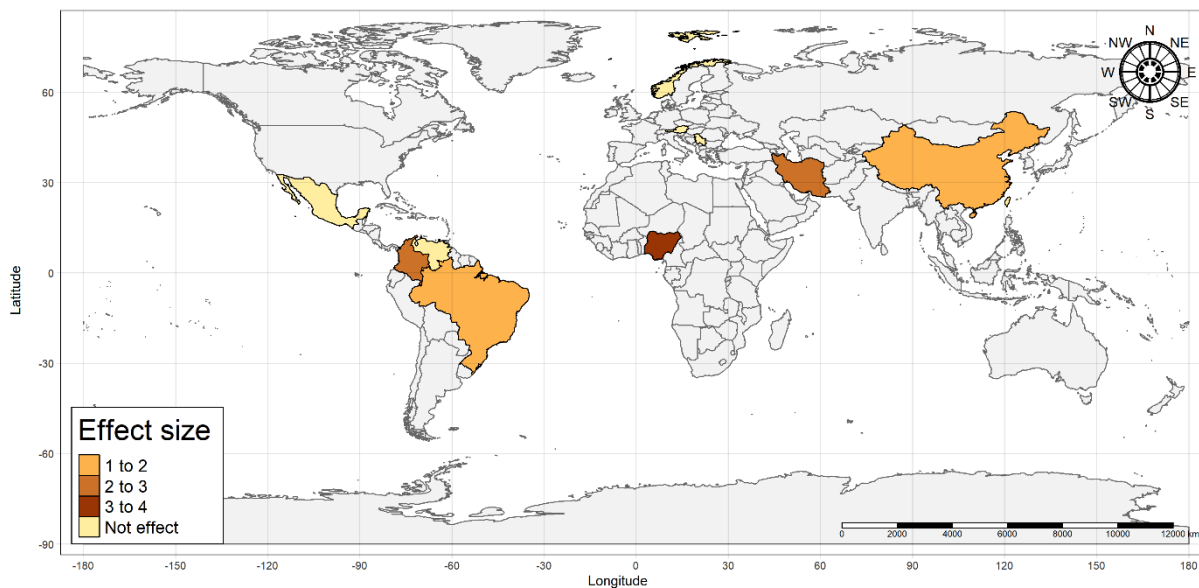 N
NW NE
W E
SW SE
S
60
30
0
-30
-60
-90
Latitude
Effect size
1 to 2
2 to 3
3 to 4
Not effect
0 2000 4000 6000 8000 10000 12000 km
-180 -150 -120 -90 -60 -30 0 30 60 90 120 150 180
Longitude